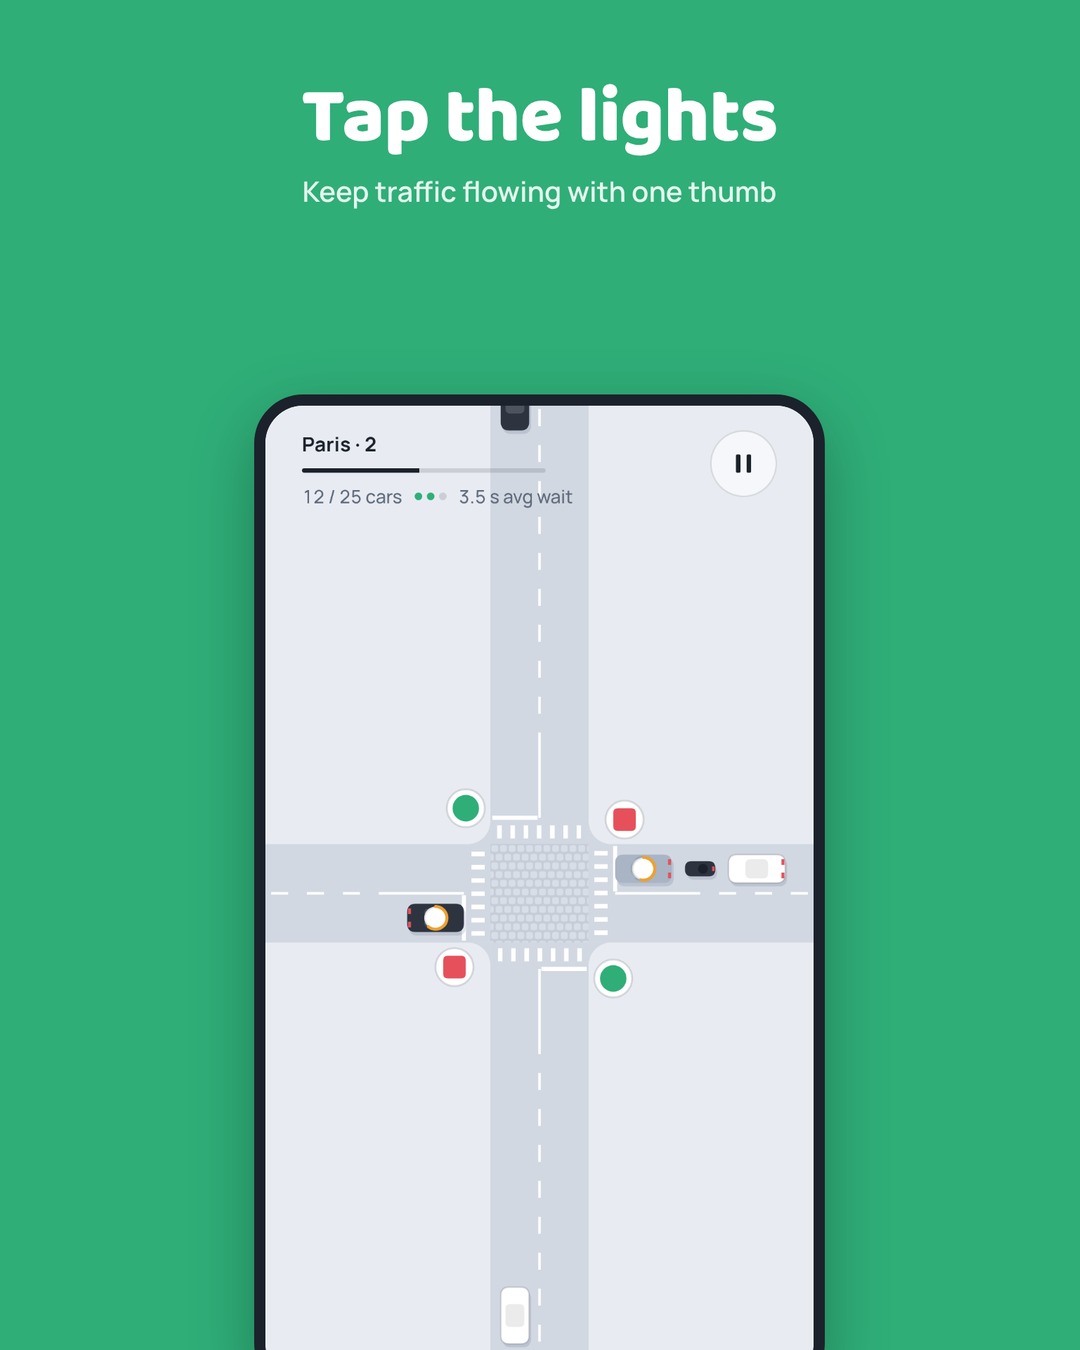 Tap the lights
Keep traffic flowing with one thumb
Paris · 2
12 / 25 cars 3.5 s avg wait